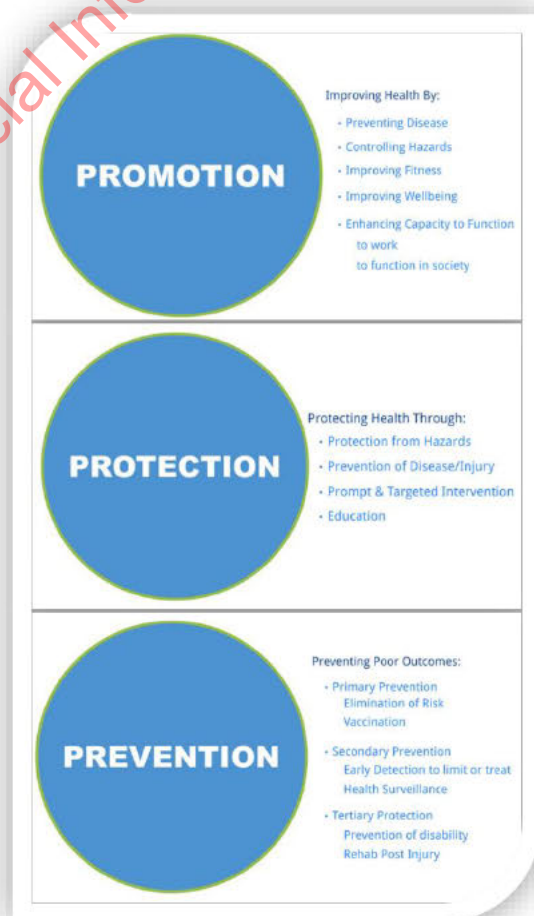 cial In
PROMOTION
Improving Health By:
- Preventing Disease
- Controlling Hazards
- Improving Fitness
- Improving Wellbeing
- Enhancing Capacity to Function
to work
to function in society
PROTECTION
Protecting Health Through:
- Protection from Hazards
- Prevention of Disease/Injury
- Prompt & Targeted Intervention
- Education
PREVENTION
Preventing Poor Outcomes:
- Primary Prevention
Elimination of Risk
Vaccination
- Secondary Prevention
Early Detection to limit or treat
Health Surveillance
- Tertiary Protection
Prevention of disability
Rehab Post Injury